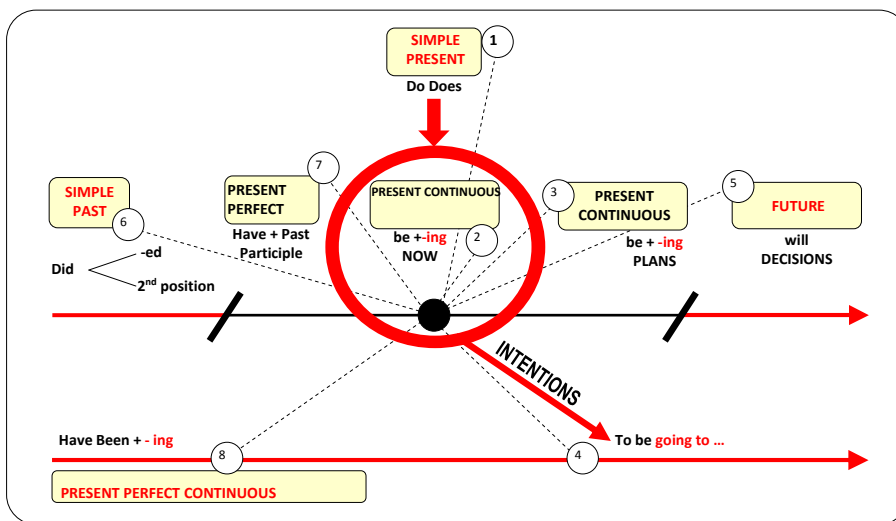 SIMPLE
PRESENT
1
Do Does
7
PRESENT
PERFECT
Have + Past
Participle
PRESENT CONTINUOUS
be +-ing
NOW
2
3
PRESENT
CONTINUOUS
be + -ing
PLANS
5
FUTURE
will
DECISIONS
SIMPLE
PAST
6
Did
-ed
2nd position
INTENTIONS
Have Been + - ing
8
4
To be going to ...
PRESENT PERFECT CONTINUOUS